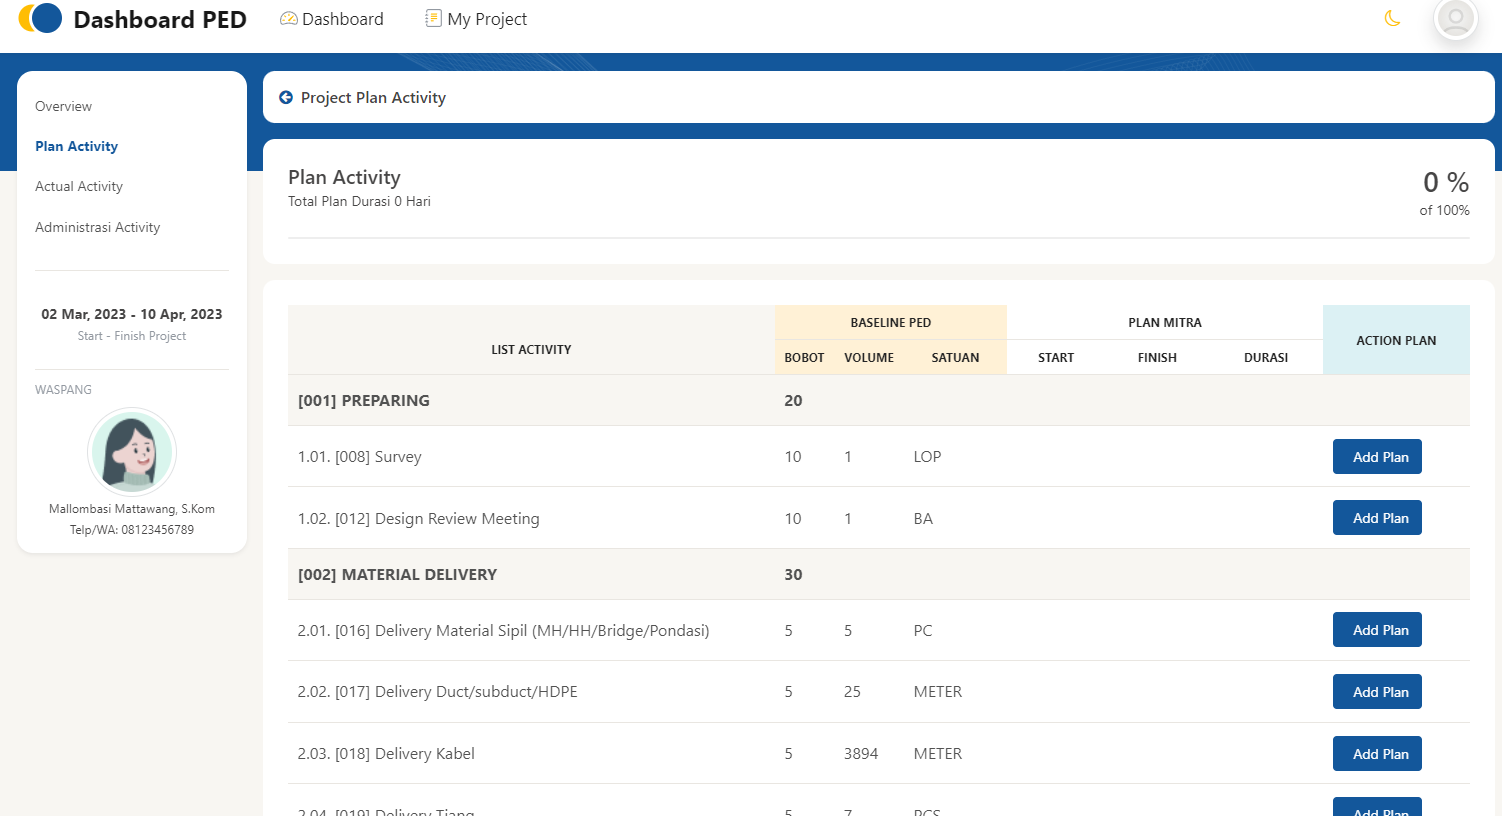 Dashboard PED
Dashboard
My Project
Overview
Plan Activity
Actual Activity
Administrasi Activity
02 Mar, 2023 - 10 Apr, 2023
Start - Finish Project
WASPANG
Mallombasi Mattawang, S.Kom
Telp/WA: 08123456789
Project Plan Activity
Plan Activity
Total Plan Durasi 0 Hari
0 %
of 100%
LIST ACTIVITY
BASELINE PED
PLAN MITRA
ACTION PLAN
BOBOT VOLUME SATUAN START FINISH DURASI
[001] PREPARING 20
1.01. [008] Survey 10 1 LOP Add Plan
1.02. [012] Design Review Meeting 10 1 BA Add Plan
[002] MATERIAL DELIVERY 30
2.01. [016] Delivery Material Sipil (MH/HH/Bridge/Pondasi) 5 5 PC Add Plan
2.02. [017] Delivery Duct/subduct/HDPE 5 25 METER Add Plan
2.03. [018] Delivery Kabel 5 3894 METER Add Plan
2.04. [019] Delivery Tiang 5 7 PCS Add Plan